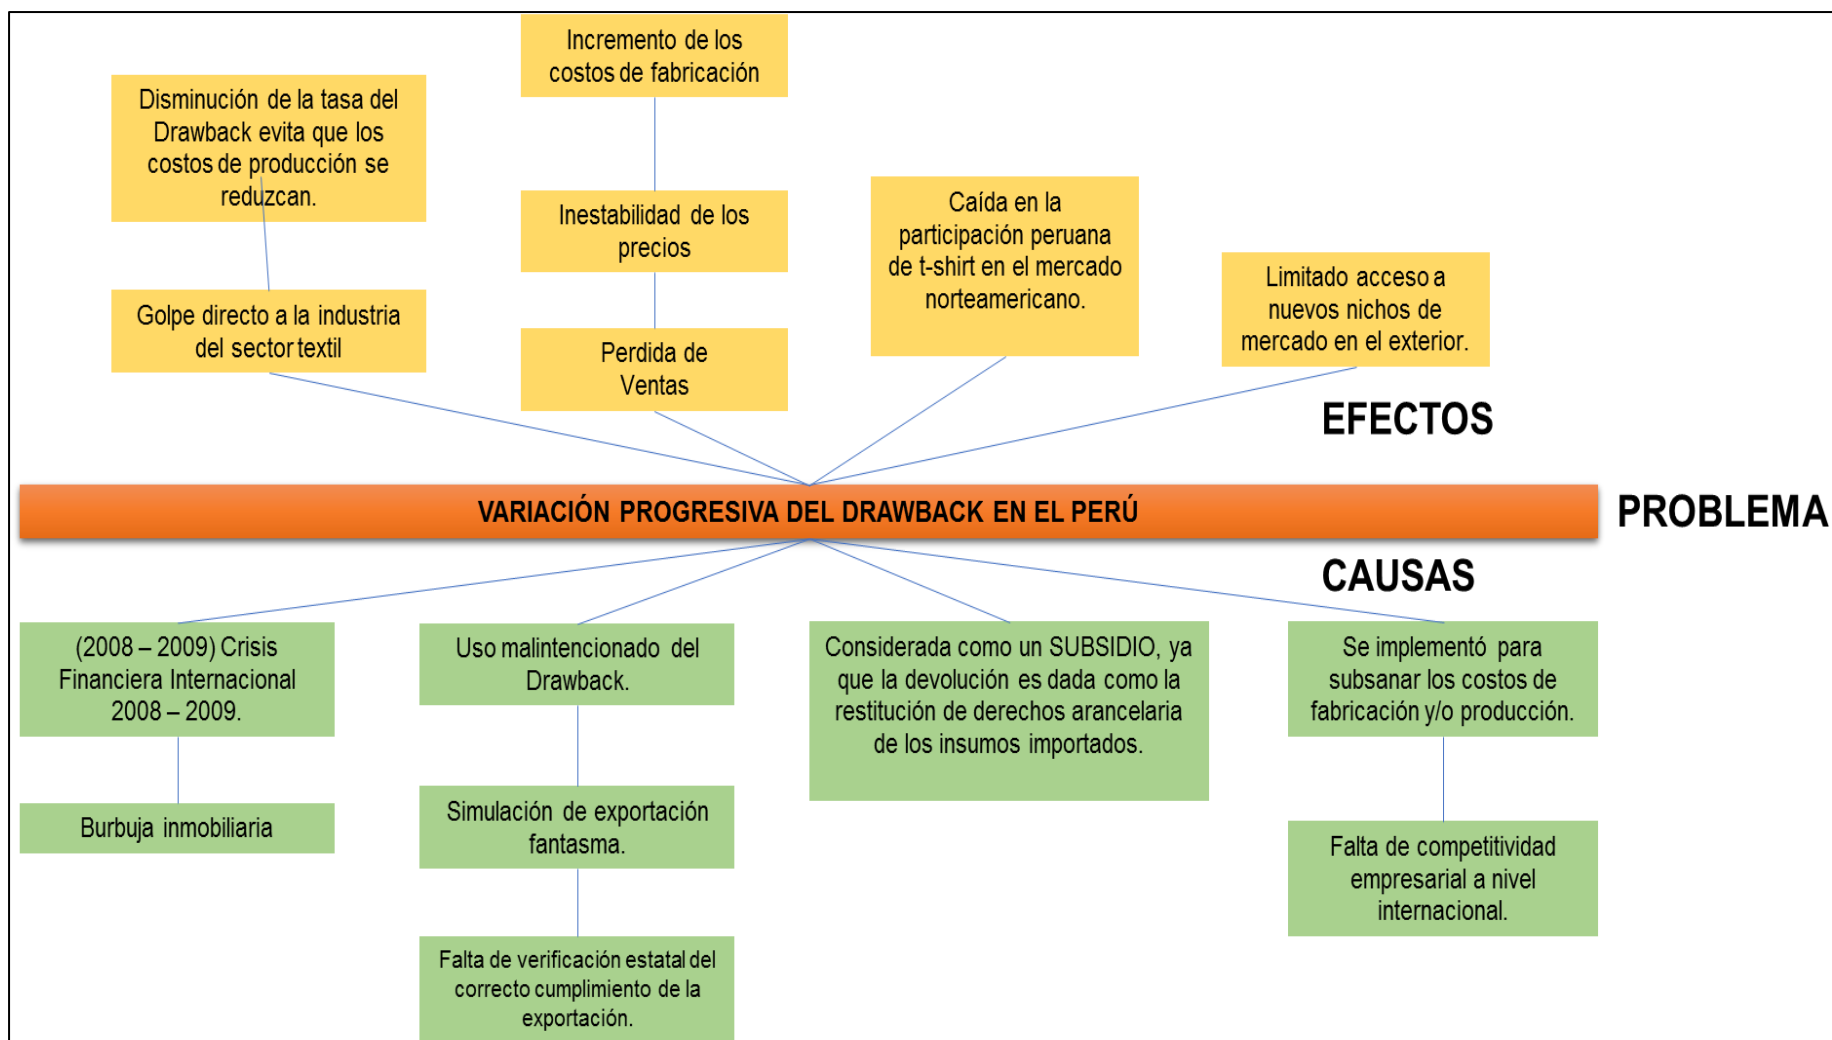 Incremento de los
costos de fabricación
Disminución de la tasa del
Drawback evita que los
costos de producción se
reduzcan.
Inestabilidad de los
precios
Caída en la
participación peruana
de t-shirt en el mercado
norteamericano.
Limitado acceso a
nuevos nichos de
mercado en el exterior.
Golpe directo a la industria
del sector textil
Perdida de
Ventas
EFECTOS
VARIACIÓN PROGRESIVA DEL DRAWBACK EN EL PERÚ
PROBLEMA
CAUSAS
(2008 – 2009) Crisis
Financiera Internacional
2008 – 2009.
Uso malintencionado del
Drawback.
Considerada como un SUBSIDIO, ya
que la devolución es dada como la
restitución de derechos arancelaria
de los insumos importados.
Se implementó para
subsanar los costos de
fabricación y/o producción.
Burbuja inmobiliaria
Simulación de exportación
fantasma.
Falta de competitividad
empresarial a nivel
internacional.
Falta de verificación estatal del
correcto cumplimiento de la
exportación.